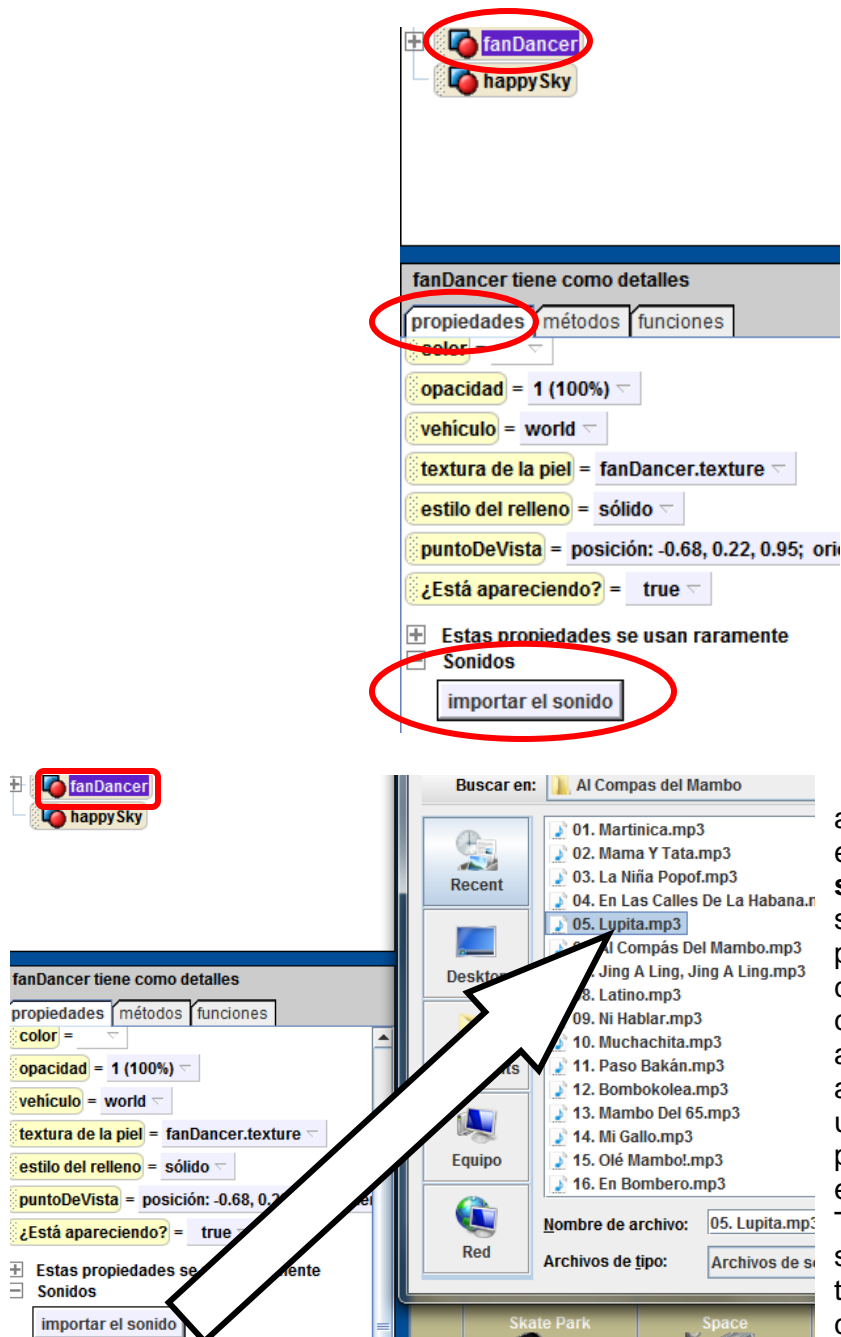 fanDancer
happySky
fanDancer tiene como detalles
propiedades métodos funciones
color =
opacidad = 1 (100%)
vehículo = world
textura de la piel = fanDancer.texture
estilo del relleno = sólido
puntoDeVista = posición: -0.68, 0.22, 0.95;
¿Está apareciendo? = true
Estas propiedades se usan raramente
Sonidos
importar el sonido
fanDancer
happySky
fanDancer tiene como detalles
propiedades métodos funciones
color =
opacidad = 1 (100%)
vehículo = world
textura de la piel = fanDancer.texture
estilo del relleno = sólido
puntoDeVista = posición: -0.68,
¿Está apareciendo? = true
Estas propiedades
Sonidos
importar el sonido
Buscar en: Al Compas del Mambo
Recent
Equipo
Red
01. Martinica.mp3
02. Mama Y Tata.mp3
03. La Niña Popof.mp3
04. En Las Calles De La Habana.
05. Lupita.mp3
Al Compás Del Mambo.mp3
Jing A Ling, Jing A Ling.mp3
08. Latino.mp3
09. Ni Hablar.mp3
10. Muchachita.mp3
11. Paso Bakán.mp3
12. Bombokolea.mp3
13. Mambo Del 65.mp3
14. Mi Gallo.mp3
15. Olé Mambo!.mp3
16. En Bombero.mp3
Nombre de archivo: 05. Lupita.mp3
Archivos de tipo: Archivos de
Skate Park Space